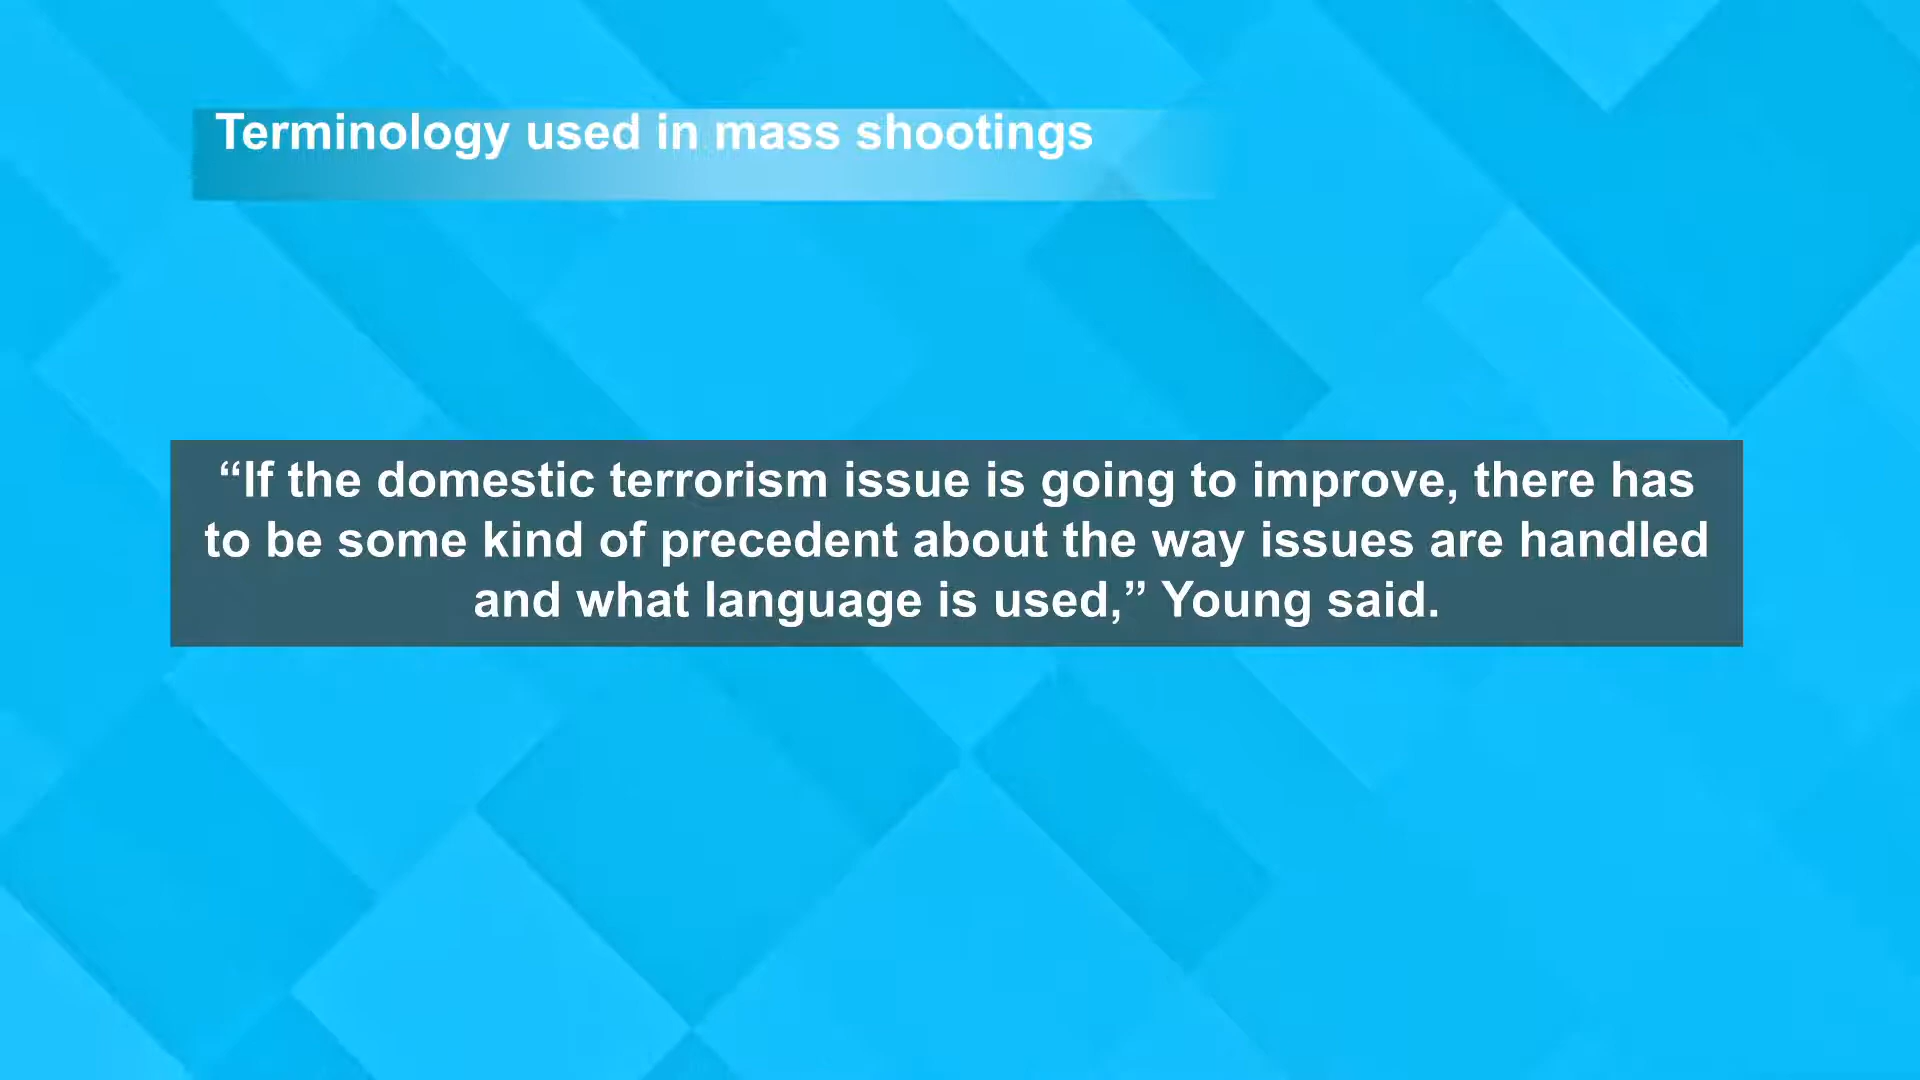 Terminology used in mass shootings
“If the domestic terrorism issue is going to improve, there has
to be some kind of precedent about the way issues are handled
and what language is used,” Young said.